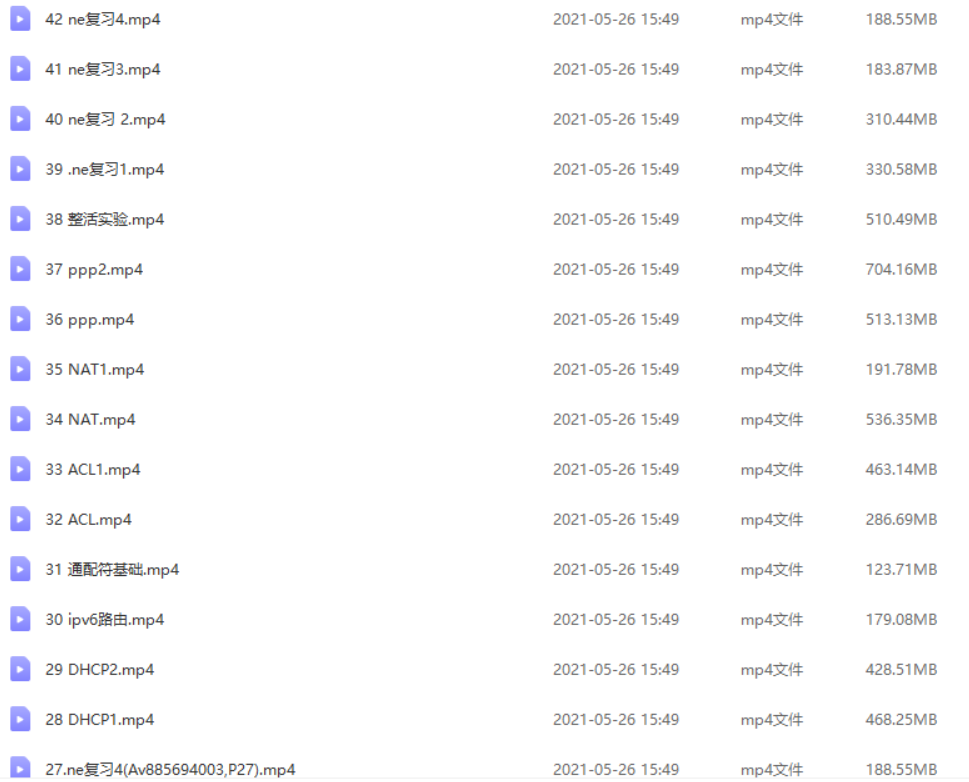 42 ne复习4.mp4 2021-05-26 15:49 mp4文件 188.55MB
41 ne复习3.mp4 2021-05-26 15:49 mp4文件 183.87MB
40 ne复习 2.mp4 2021-05-26 15:49 mp4文件 310.44MB
39 .ne复习1.mp4 2021-05-26 15:49 mp4文件 330.58MB
38 整活实验.mp4 2021-05-26 15:49 mp4文件 510.49MB
37 ppp2.mp4 2021-05-26 15:49 mp4文件 704.16MB
36 ppp.mp4 2021-05-26 15:49 mp4文件 513.13MB
35 NAT1.mp4 2021-05-26 15:49 mp4文件 191.78MB
34 NAT.mp4 2021-05-26 15:49 mp4文件 536.35MB
33 ACL1.mp4 2021-05-26 15:49 mp4文件 463.14MB
32 ACL.mp4 2021-05-26 15:49 mp4文件 286.69MB
31 通配符基础.mp4 2021-05-26 15:49 mp4文件 123.71MB
30 ipv6路由.mp4 2021-05-26 15:49 mp4文件 179.08MB
29 DHCP2.mp4 2021-05-26 15:49 mp4文件 428.51MB
28 DHCP1.mp4 2021-05-26 15:49 mp4文件 468.25MB
27.ne复习4(Av885694003,P27).mp4 2021-05-26 15:49 mp4文件 188.55MB